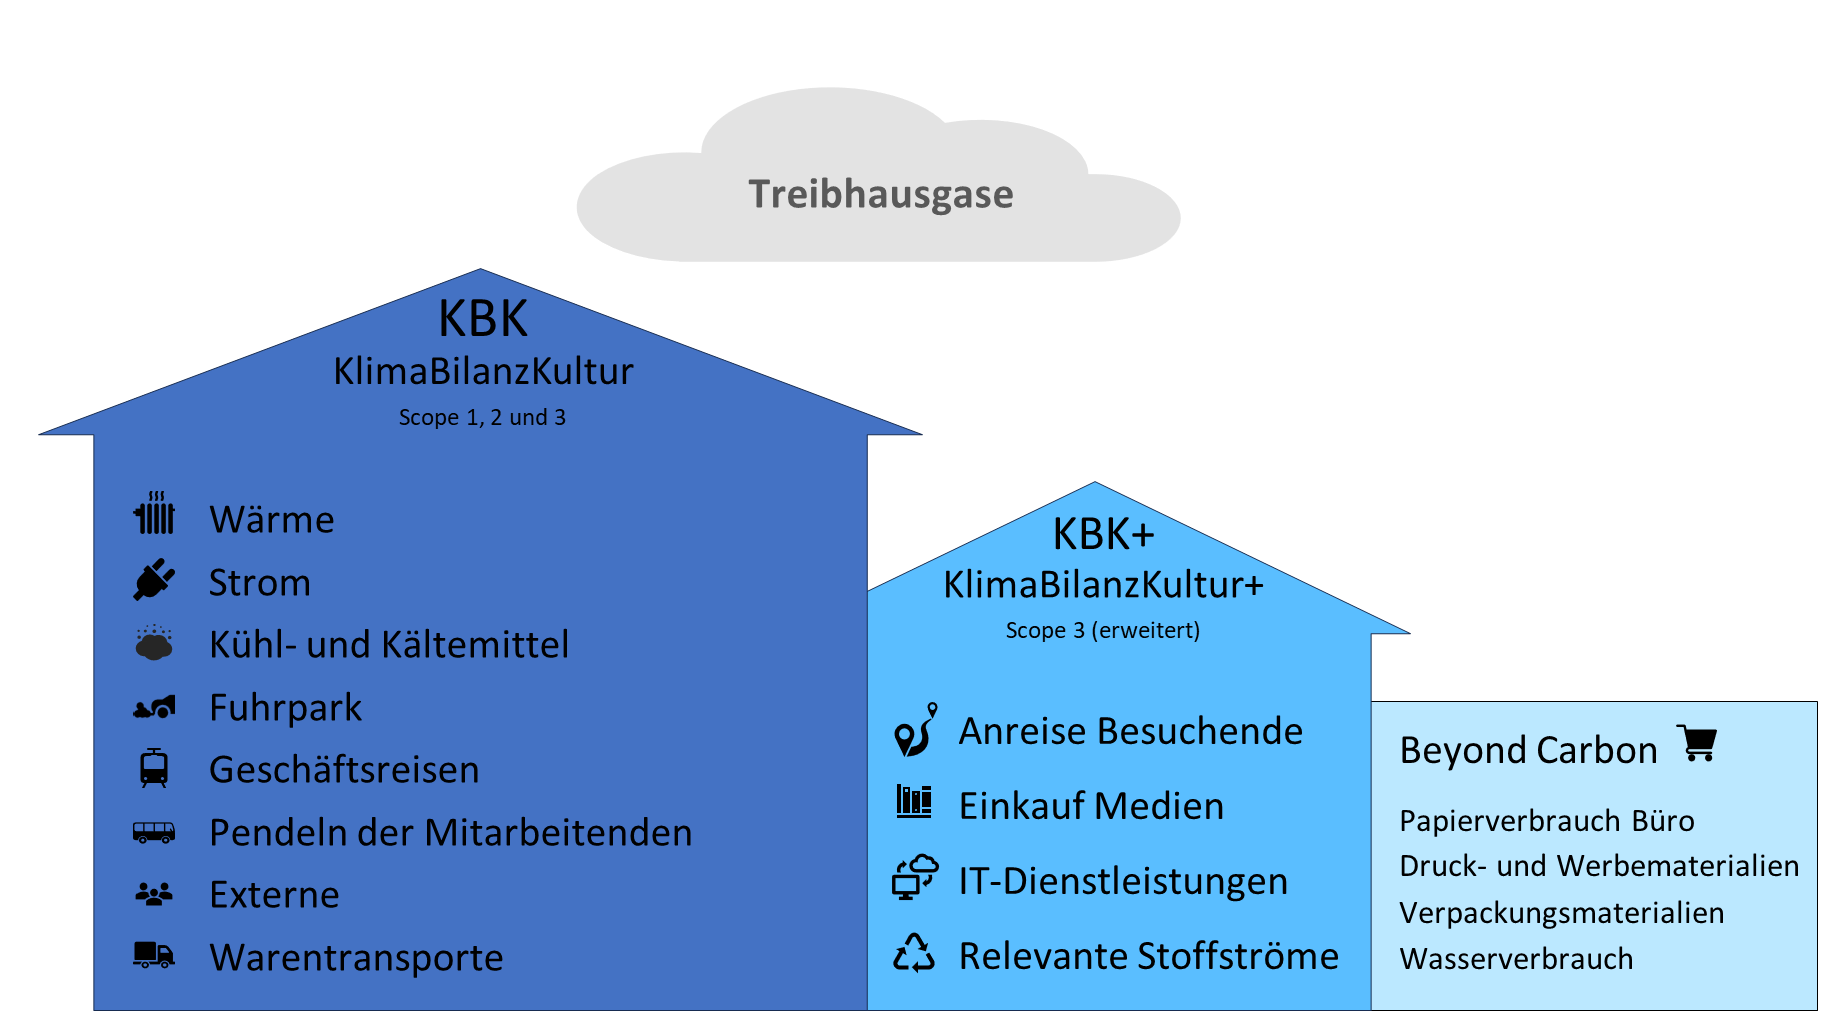 Treibhausgase
KBK
KlimaBilanzKultur
Scope 1, 2 und 3
Wärme
Strom
Kühl- und Kältemittel
Fuhrpark
Geschäftsreisen
Pendeln der Mitarbeitenden
Externe
Warentransporte
KBK+
KlimaBilanzKultur+
Scope 3 (erweitert)
Anreise Besuchende
Einkauf Medien
IT-Dienstleistungen
Relevante Stoffströme
Beyond Carbon
Papierverbrauch Büro
Druck- und Werbematerialien
Verpackungsmaterialien
Wasserverbrauch